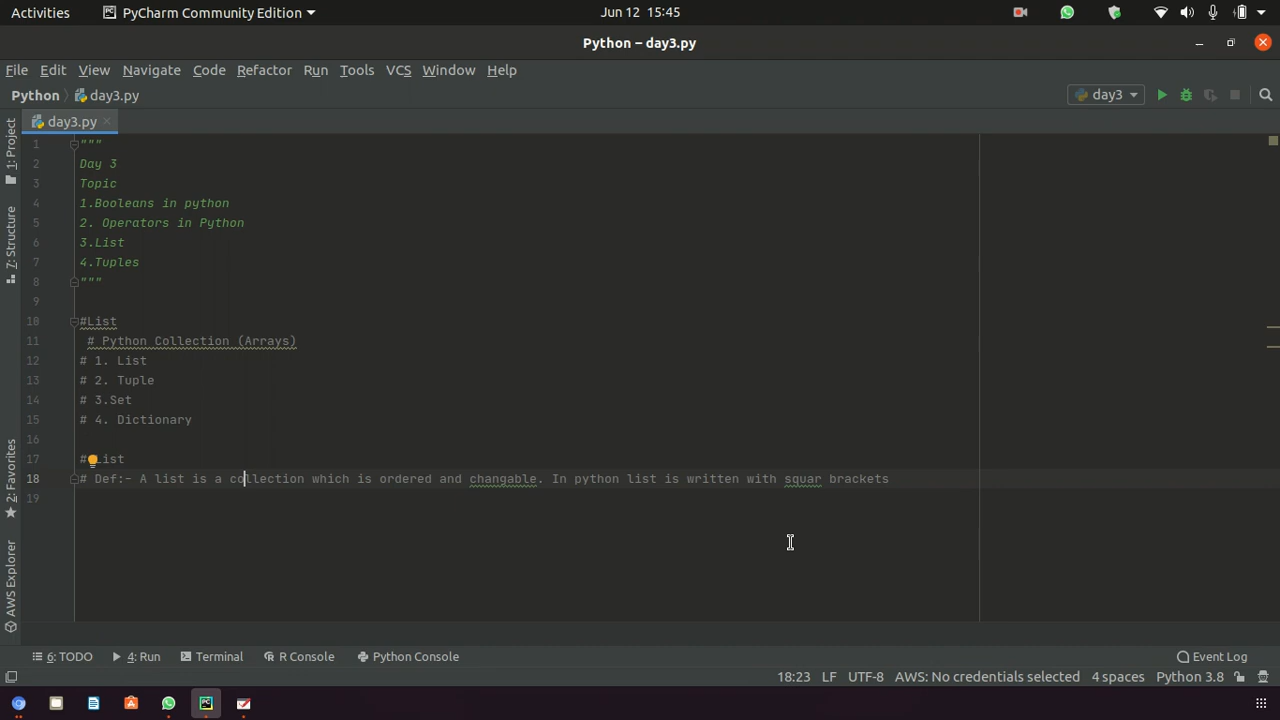 Activities PyCharm Community Edition Jun 12 15:45
Python – day3.py
File Edit View Navigate Code Refactor Run Tools VCS Window Help
Python day3.py day3
day3.py
1: Project
7: Structure
2: Favorites
AWS Explorer
1 """
2 Day 3
3 Topic
4 1.Booleans in python
5 2. Operators in Python
6 3.List
7 4.Tuples
8 """
9
10 #List
11 # Python Collection (Arrays)
12 # 1. List
13 # 2. Tuple
14 # 3.Set
15 # 4. Dictionary
16
17 #List
18 # Def:- A list is a collection which is ordered and changable. In python list is written with squar brackets
19
6: TODO 4: Run Terminal R Console Python Console Event Log
18:23 LF UTF-8 AWS: No credentials selected 4 spaces Python 3.8